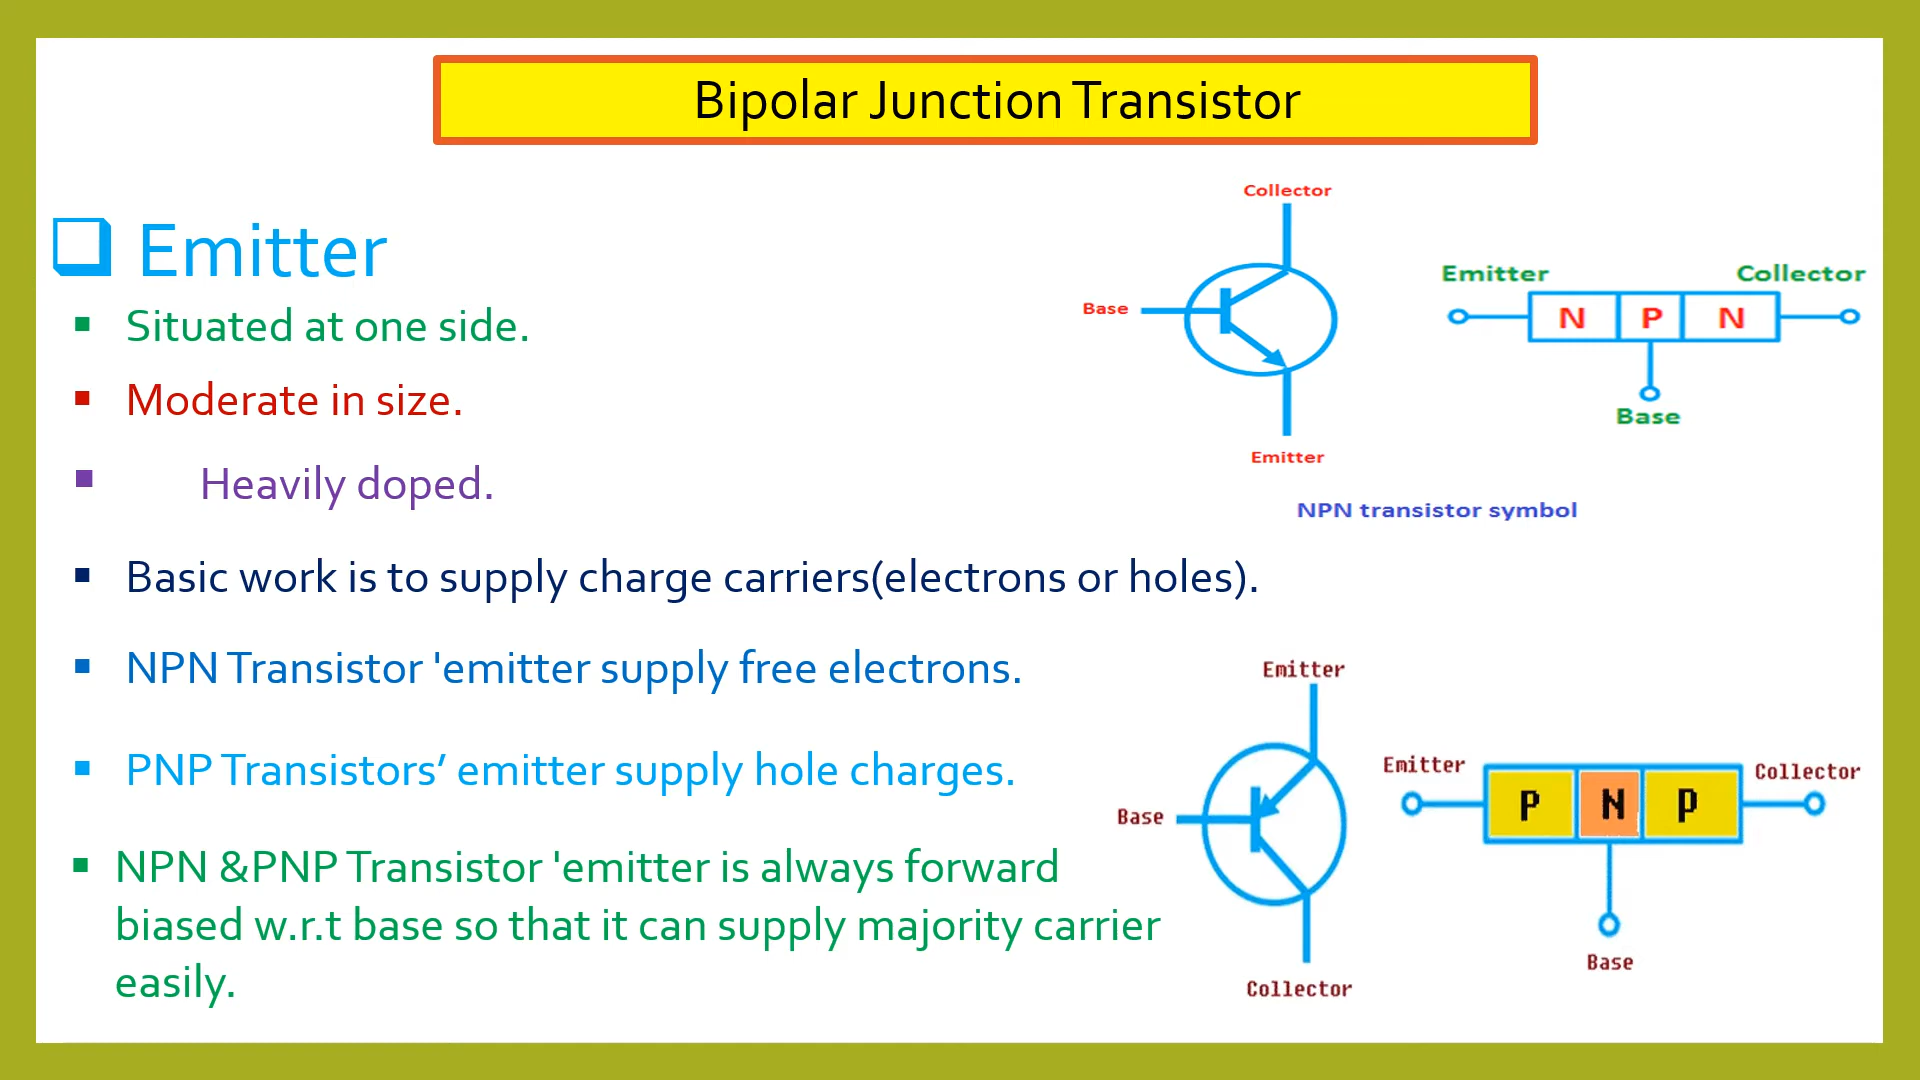 Bipolar Junction Transistor
Emitter
Situated at one side.
Moderate in size.
Heavily doped.
Basic work is to supply charge carriers(electrons or holes).
NPN Transistor 'emitter supply free electrons.
PNP Transistors’ emitter supply hole charges.
NPN &PNP Transistor 'emitter is always forward
biased w.r.t base so that it can supply majority carrier
easily.
Collector
Base
Emitter
Emitter
Collector
N P N
Base
NPN transistor symbol
Emitter
Base
Collector
Emitter
Collector
P N P
Base